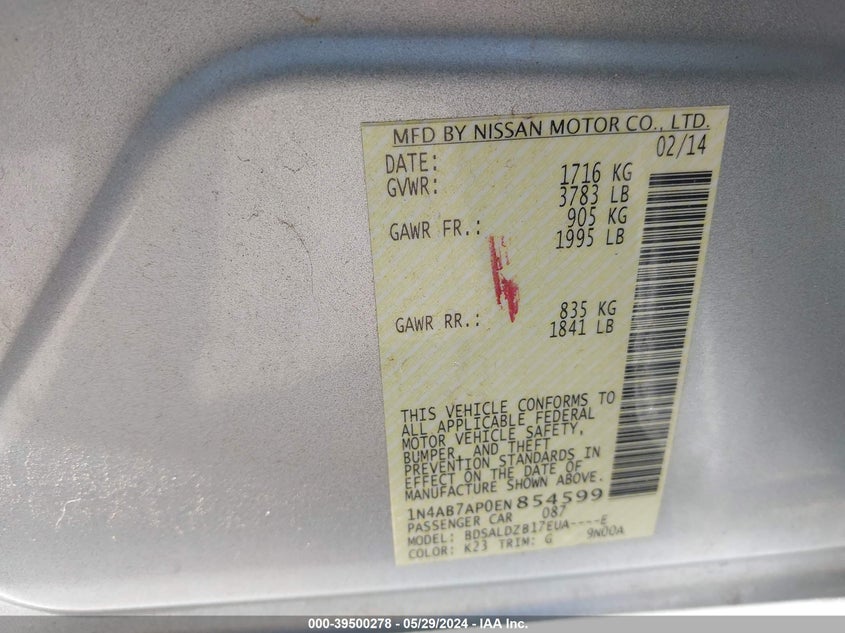 MFD BY NISSAN MOTOR CO., LTD.
DATE: 02/14
GVWR: 1716 KG
3783 LB
GAWR FR.: 905 KG
1995 LB
GAWR RR.: 835 KG
1841 LB
THIS VEHICLE CONFORMS TO
ALL APPLICABLE FEDERAL
MOTOR VEHICLE SAFETY,
BUMPER, AND THEFT
PREVENTION STANDARDS IN
EFFECT ON THE DATE OF
MANUFACTURE SHOWN ABOVE.
1N4AB7AP0EN854599
PASSENGER CAR 087
MODEL: BDSALDZB17EUA----E
COLOR: K23 TRIM: G 9N00A
000-39500278 - 05/29/2024 - IAAI, Inc.